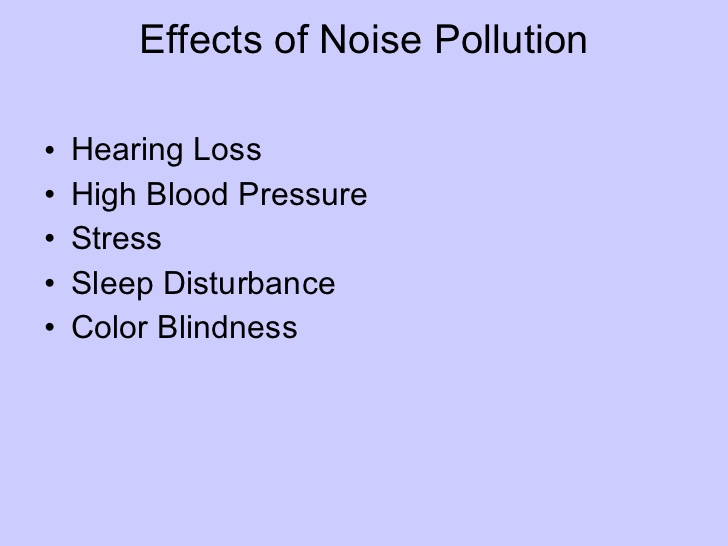 Effects of Noise Pollution
• Hearing Loss
• High Blood Pressure
• Stress
• Sleep Disturbance
• Color Blindness